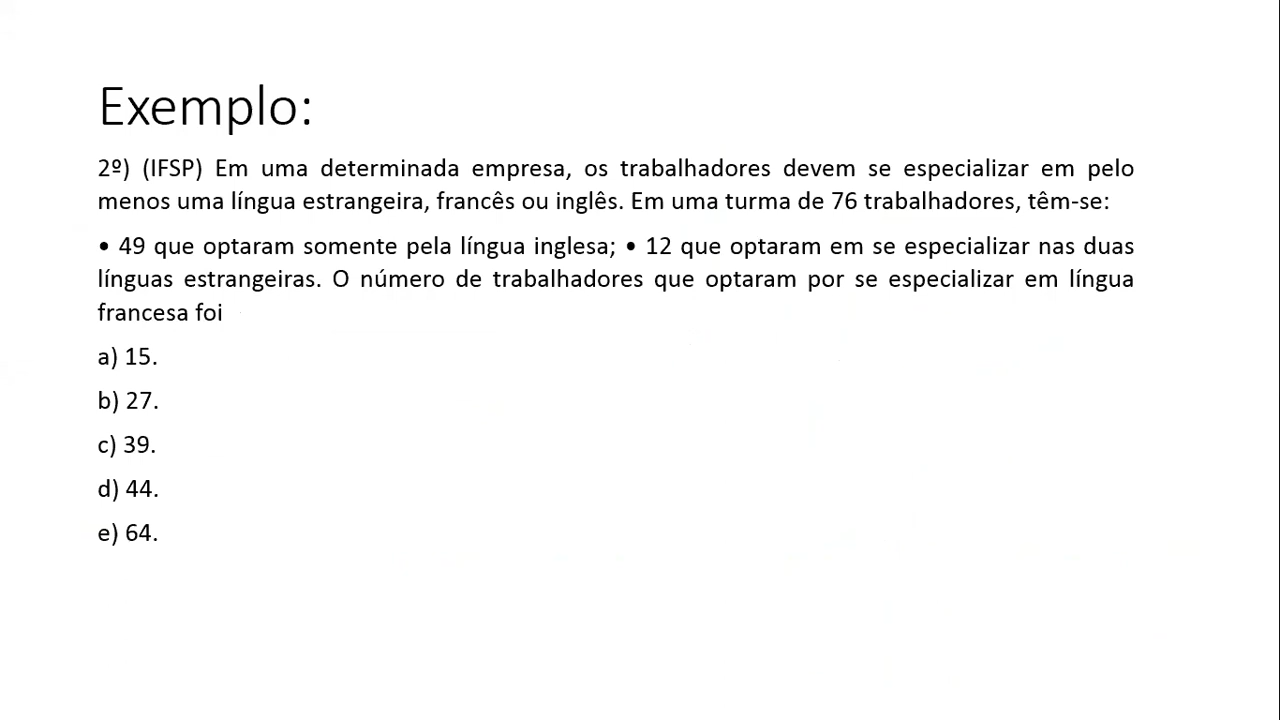 Exemplo:
2º) (IFSP) Em uma determinada empresa, os trabalhadores devem se especializar em pelo
menos uma língua estrangeira, francês ou inglês. Em uma turma de 76 trabalhadores, têm-se:
• 49 que optaram somente pela língua inglesa; • 12 que optaram em se especializar nas duas
línguas estrangeiras. O número de trabalhadores que optaram por se especializar em língua
francesa foi
a) 15.
b) 27.
c) 39.
d) 44.
e) 64.